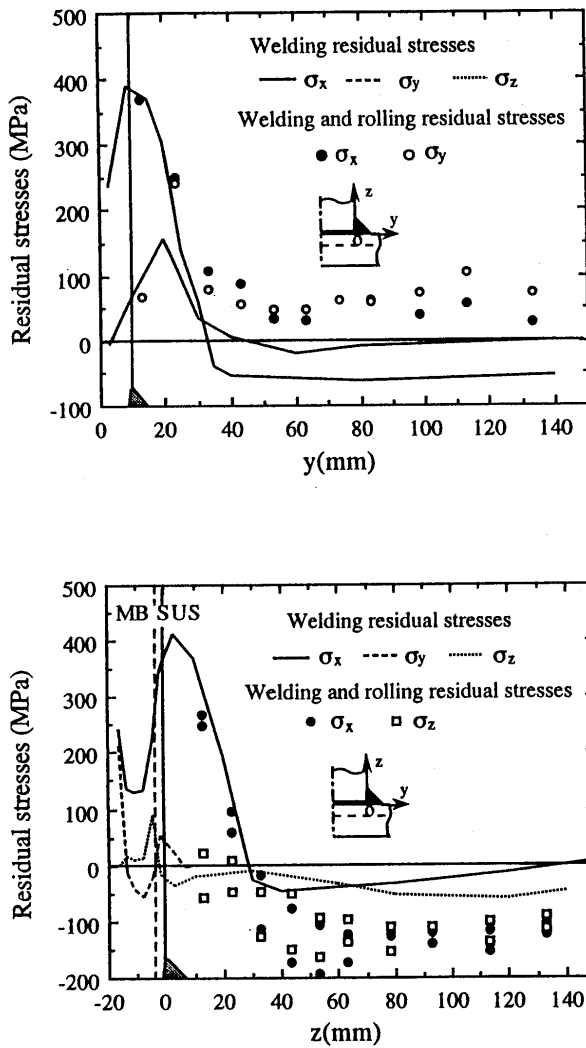 500
400
300
200
100
0
-100
Residual stresses (MPa)
Welding residual stresses
σx σy σz
Welding and rolling residual stresses
σx σy
z
y
0
0 20 40 60 80 100 120 140
y(mm)
500
400
300
200
100
0
-100
-200
Residual stresses (MPa)
MB SUS
Welding residual stresses
σx σy σz
Welding and rolling residual stresses
σx σz
z
y
0
-20 0 20 40 60 80 100 120 140
z(mm)